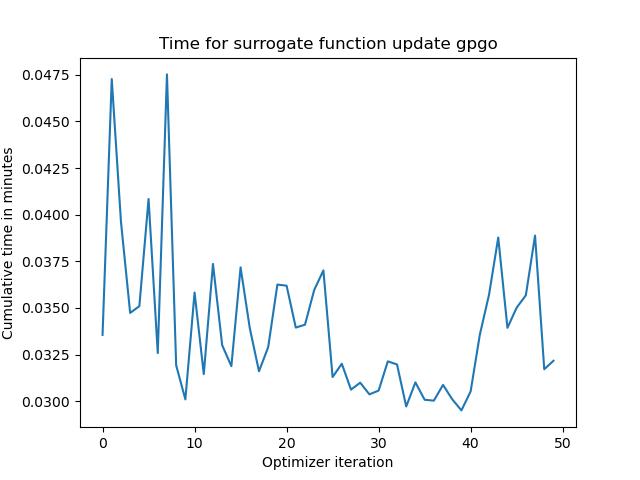 Time for surrogate function update gpgo
Cumulative time in minutes
0.0475
0.0450
0.0425
0.0400
0.0375
0.0350
0.0325
0.0300
0 10 20 30 40 50
Optimizer iteration